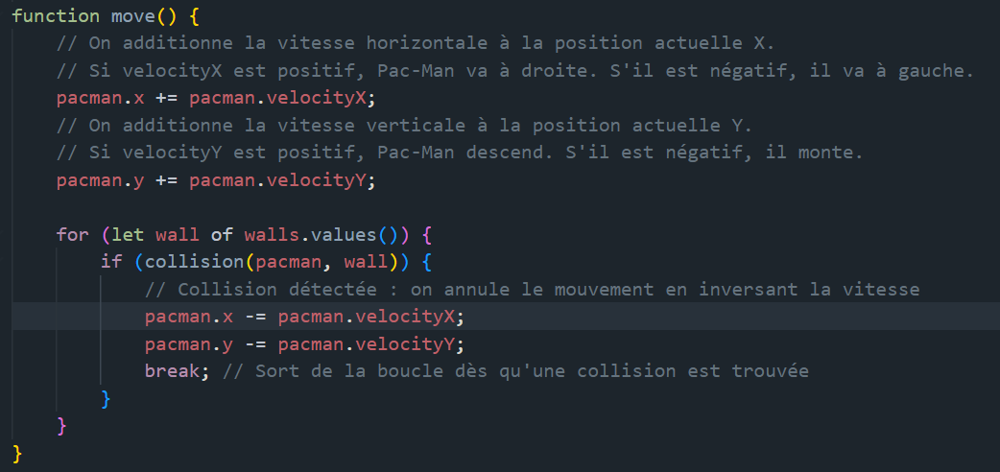 function move() {
    // On additionne la vitesse horizontale à la position actuelle X.
    // Si velocityX est positif, Pac-Man va à droite. S'il est négatif, il va à gauche.
    pacman.x += pacman.velocityX;
    // On additionne la vitesse verticale à la position actuelle Y.
    // Si velocityY est positif, Pac-Man descend. S'il est négatif, il monte.
    pacman.y += pacman.velocityY;

    for (let wall of walls.values()) {
        if (collision(pacman, wall)) {
            // Collision détectée : on annule le mouvement en inversant la vitesse
            pacman.x -= pacman.velocityX;
            pacman.y -= pacman.velocityY;
            break; // Sort de la boucle dès qu'une collision est trouvée
        }
    }
}